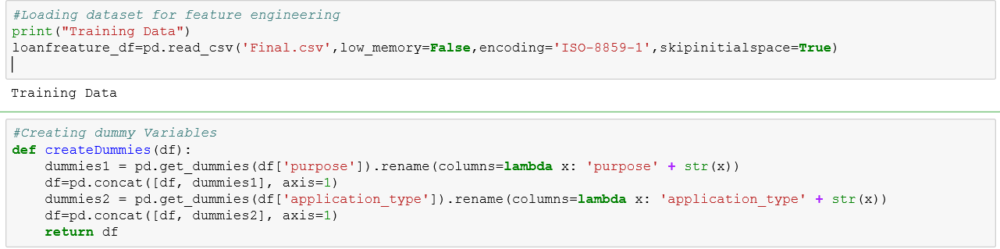 #Loading dataset for feature engineering
print("Training Data")
loanfreature_df=pd.read_csv('Final.csv',low_memory=False,encoding='ISO-8859-1',skipinitialspace=True)
Training Data
#Creating dummy Variables
def createDummies(df):
    dummies1 = pd.get_dummies(df['purpose']).rename(columns=lambda x: 'purpose' + str(x))
    df=pd.concat([df, dummies1], axis=1)
    dummies2 = pd.get_dummies(df['application_type']).rename(columns=lambda x: 'application_type' + str(x))
    df=pd.concat([df, dummies2], axis=1)
    return df